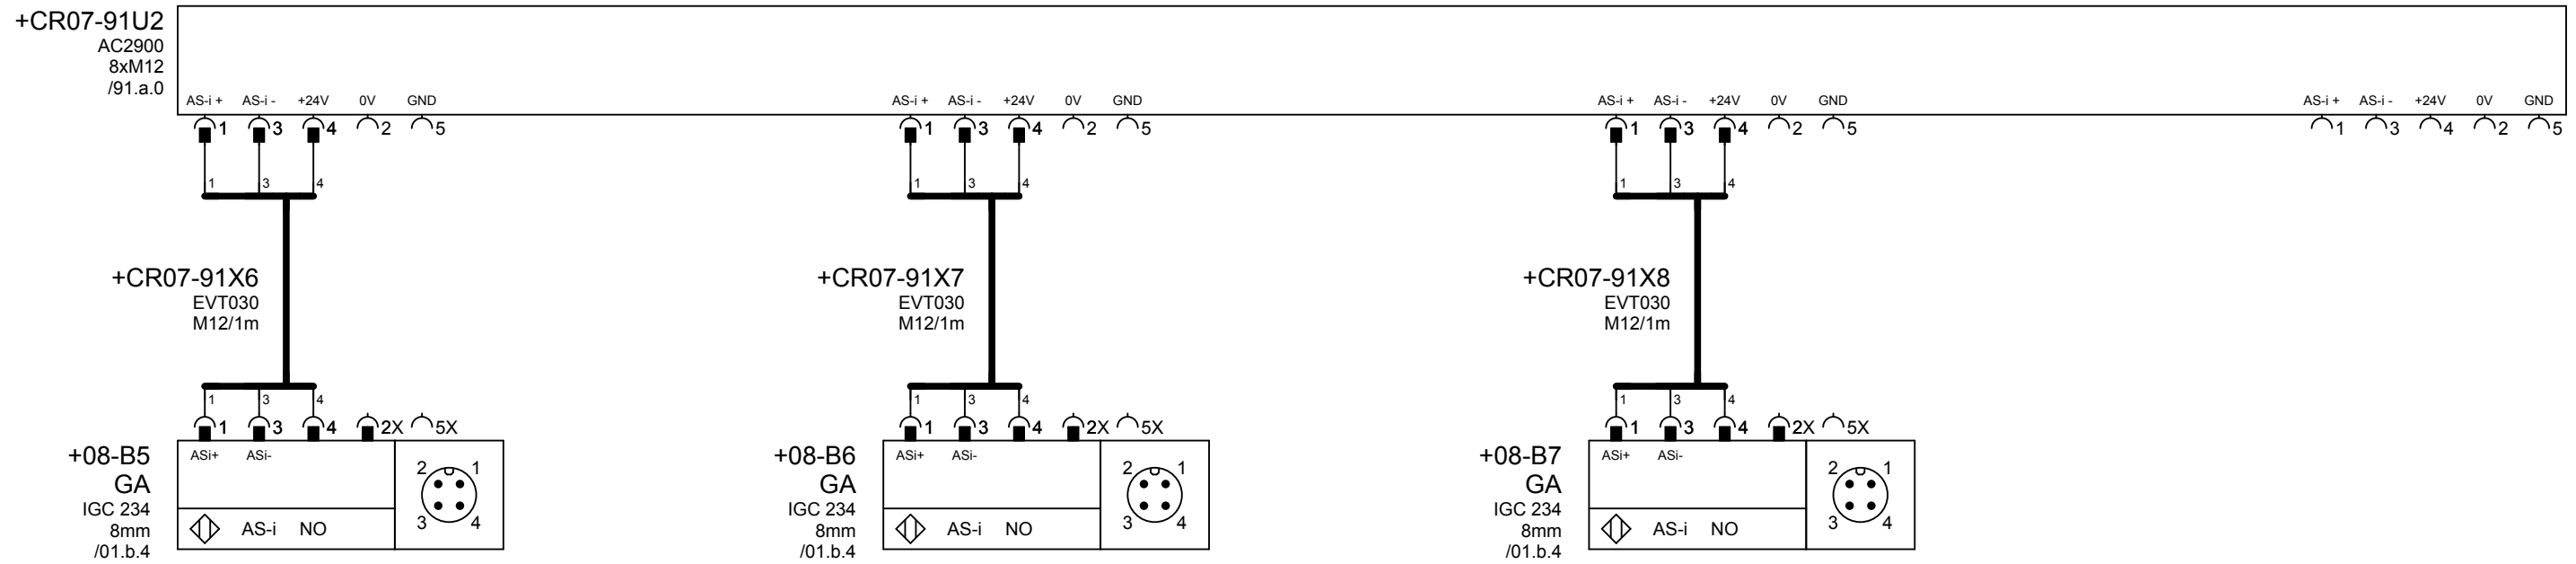 +CR07-91U2
AC2900
8xM12
/91.a.0
AS-i + AS-i - +24V 0V GND AS-i + AS-i - +24V 0V GND AS-i + AS-i - +24V 0V GND AS-i + AS-i - +24V 0V GND
1 3 4 2 5 1 3 4 2 5 1 3 4 2 5 1 3 4 2 5
1 3 4 1 3 4 1 3 4
+CR07-91X6 +CR07-91X7 +CR07-91X8
EVT030 EVT030 EVT030
M12/1m M12/1m M12/1m
1 3 4 1 3 4 1 3 4
1 3 4 2X 5X 1 3 4 2X 5X 1 3 4 2X 5X
+08-B5 ASi+ ASi- +08-B6 ASi+ ASi- +08-B7 ASi+ ASi-
2 1 2 1 2 1
GA GA GA
IGC 234 IGC 234 IGC 234
3 4 3 4 3 4
8mm AS-i NO 8mm AS-i NO 8mm AS-i NO
/01.b.4 /01.b.4 /01.b.4